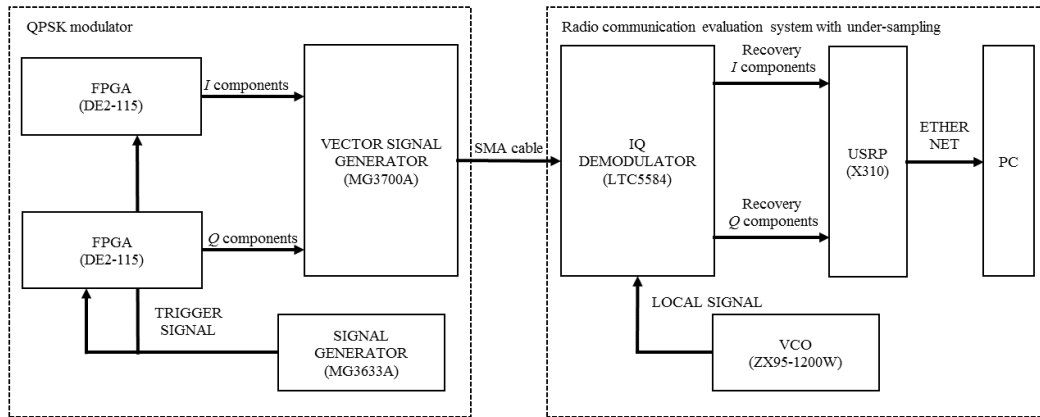 QPSK modulator
FPGA
(DE2-115)
I components
VECTOR SIGNAL
GENERATOR
(MG3700A)
FPGA
(DE2-115)
Q components
TRIGGER
SIGNAL
SIGNAL
GENERATOR
(MG3633A)
SMA cable
Radio communication evaluation system with under-sampling
IQ
DEMODULATOR
(LTC5584)
Recovery
I components
Recovery
Q components
USRP
(X310)
ETHER
NET
PC
LOCAL SIGNAL
VCO
(ZX95-1200W)